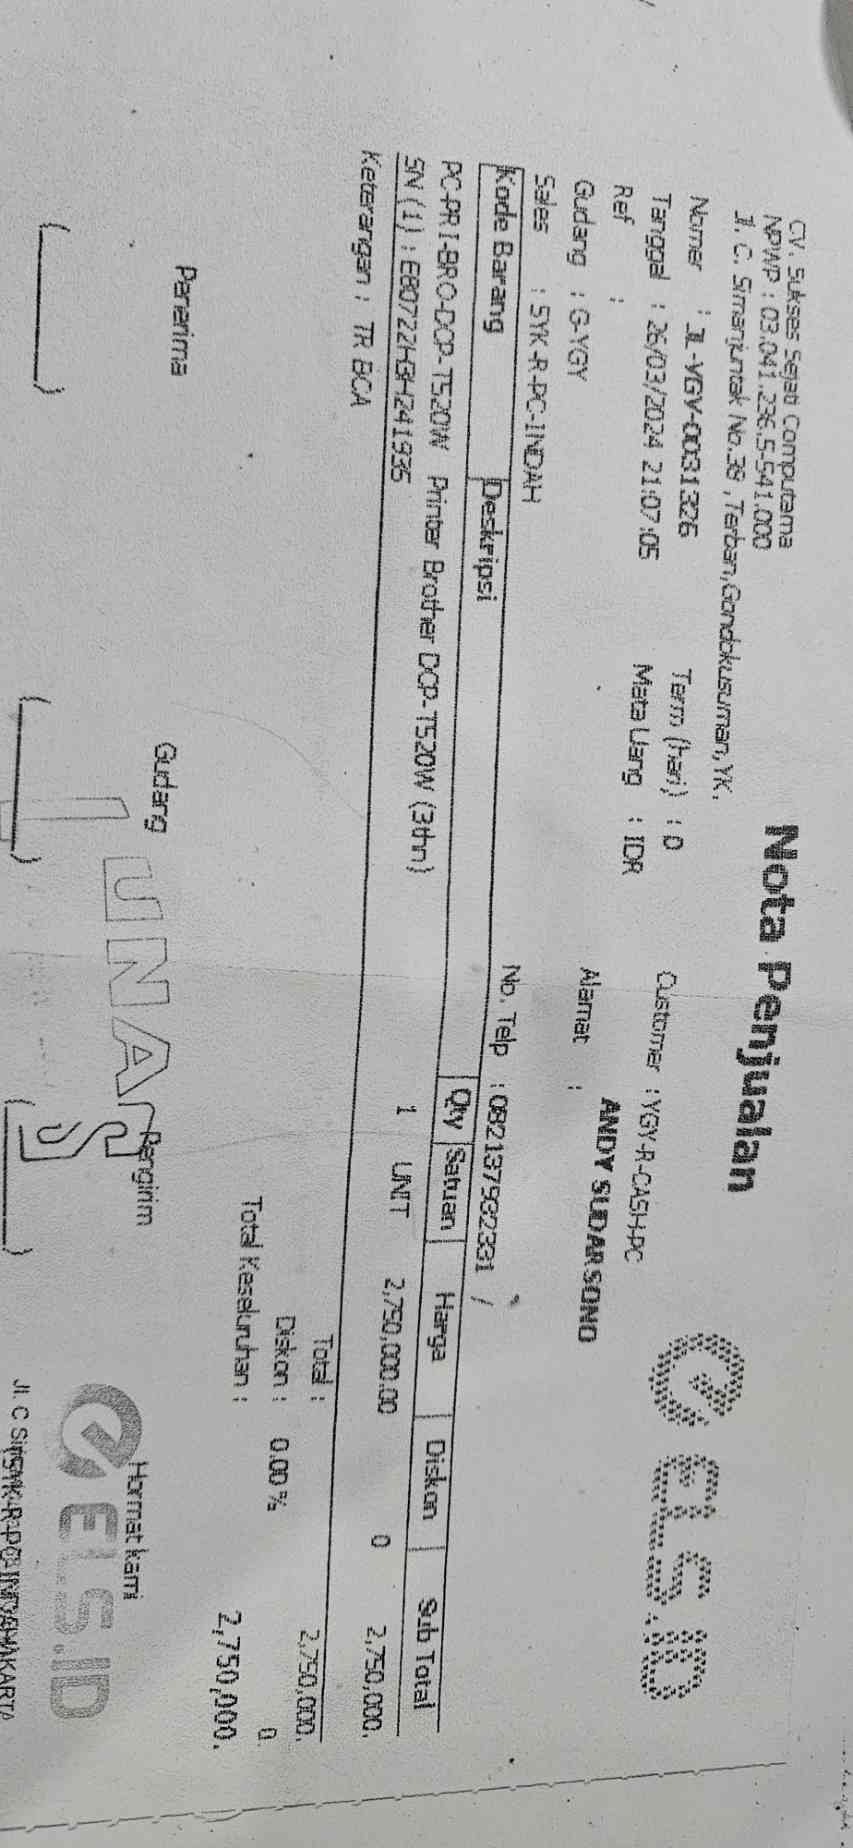 CV. Sukses Sejati Computama
NPWP : 03.041.236.5-541.000
Jl. C. Simanjuntak No.38 ,Terban,Gondokusuman,YK.
Nota Penjualan
ELS.ID
Nomer : JL-YGY-0031326
Tanggal : 26/03/2024 21:07:05
Ref :
Gudang : G-YGY
Sales : SYK-R-PC-INDAH
Term (hari) : 0
Mata Uang : IDR
Customer : YGY-R-CASH-PC
ANDY SUDARSONO
Alamat :
No. Telp : 082137932331 /
Kode Barang Deskripsi Qty Satuan Harga Diskon Sub Total
PC-PRI-BRO-DCP-T520W Printer Brother DCP-T520W (3thn) 1 UNIT 2,750,000.00 0 2,750,000.
SN (1) : E80722H3H241935
Keterangan : TR BCA
Total : 2,750,000.
Diskon : 0.00 % 0.
Total Keseluruhan : 2,750,000.
Penerima Gudang Pengirim Hormat kami
LUNAS
ELS.ID
( ) ( ) ( )
Jl. C